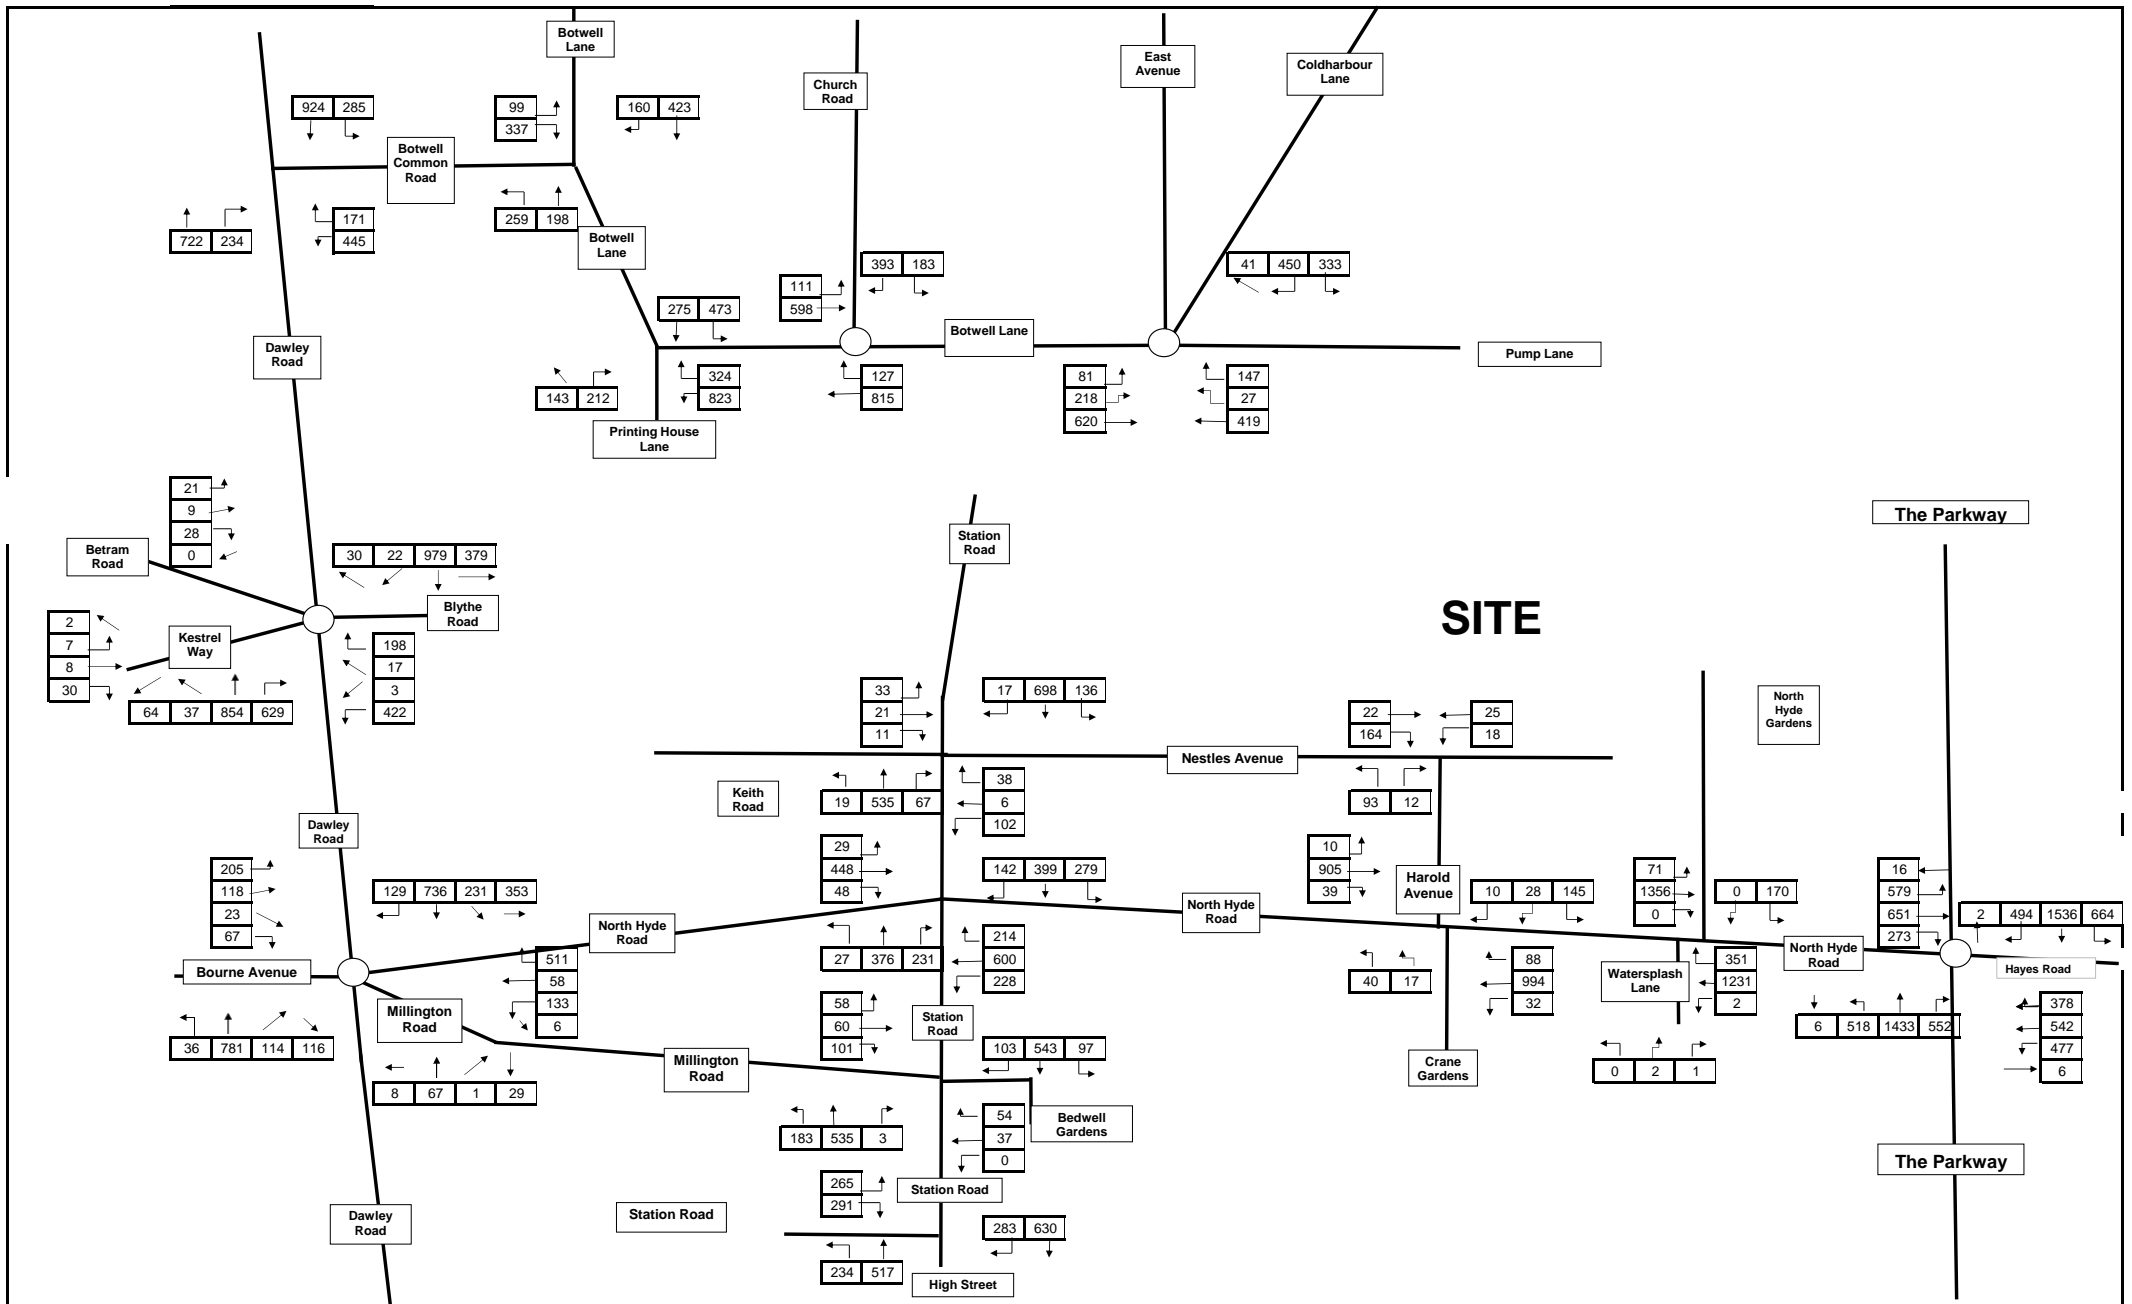 Botwell
Lane
East
Avenue
Coldharbour
Lane
Church
Road
924 285
99
337
160 423
Botwell
Common
Road
722 234
171
445
259 198
Botwell
Lane
393 183
41 450 333
111
598
275 473
Botwell Lane
Dawley
Road
Pump Lane
143 212
324
823
127
815
81
218
620
147
27
419
Printing House
Lane
21
9
28
0
Betram
Road
30 22 979 379
Station
Road
The Parkway
Blythe
Road
SITE
2
7
8
30
Kestrel
Way
198
17
3
422
64 37 854 629
33
21
11
17 698 136
22
164
25
18
North
Hyde
Gardens
Nestles Avenue
Keith
Road
19 535 67
38
6
102
93 12
Dawley
Road
29
448
48
142 399 279
10
905
39
Harold
Avenue
10 28 145
71
1356
0
0 170
16
579
651
273
2 494 1536 664
205
118
23
67
129 736 231 353
North Hyde
Road
North Hyde
Road
North Hyde
Road
Hayes Road
Bourne Avenue
511
58
133
6
27 376 231
214
600
228
40 17
88
994
32
Watersplash
Lane
351
1231
2
6 518 1433 552
378
542
477
6
Millington
Road
58
60
101
Station
Road
36 781 114 116
Millington
Road
103 543 97
Crane
Gardens
0 2 1
8 67 1 29
183 535 3
54
37
0
Bedwell
Gardens
The Parkway
265
291
Station Road
Dawley
Road
Station Road
283 630
234 517
High Street